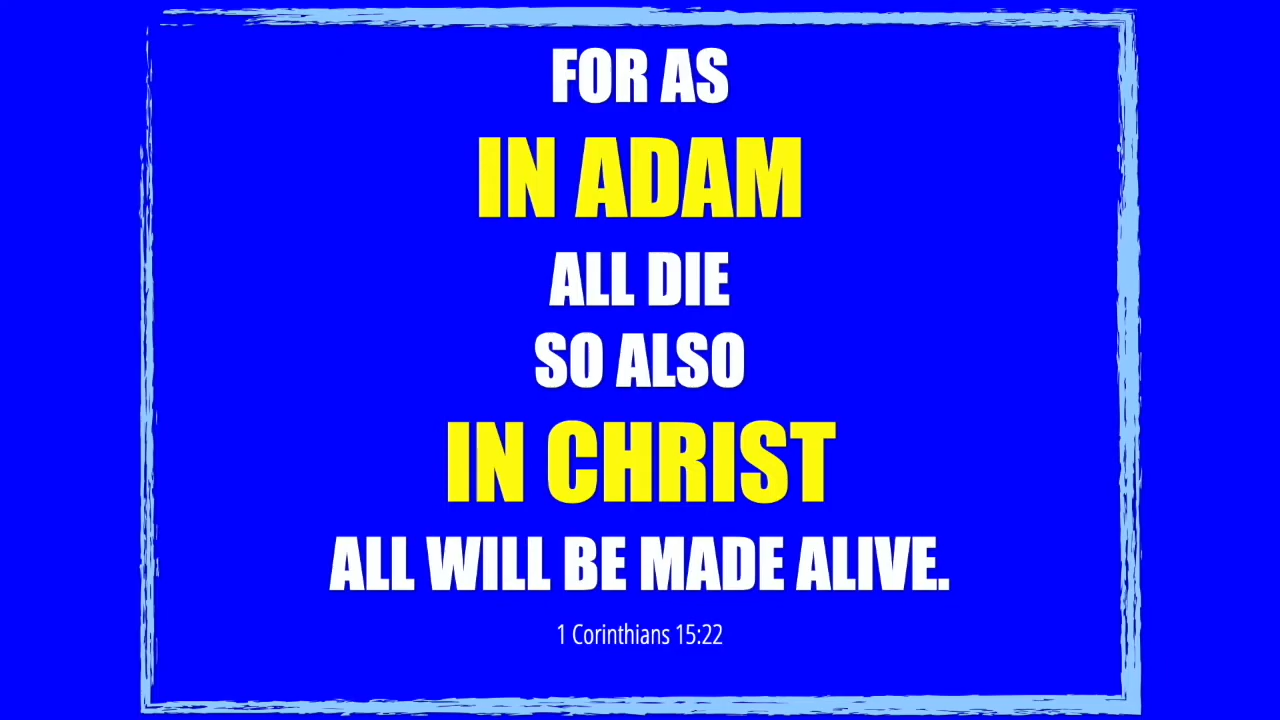 FOR AS
IN ADAM
ALL DIE
SO ALSO
IN CHRIST
ALL WILL BE MADE ALIVE.
1 Corinthians 15:22